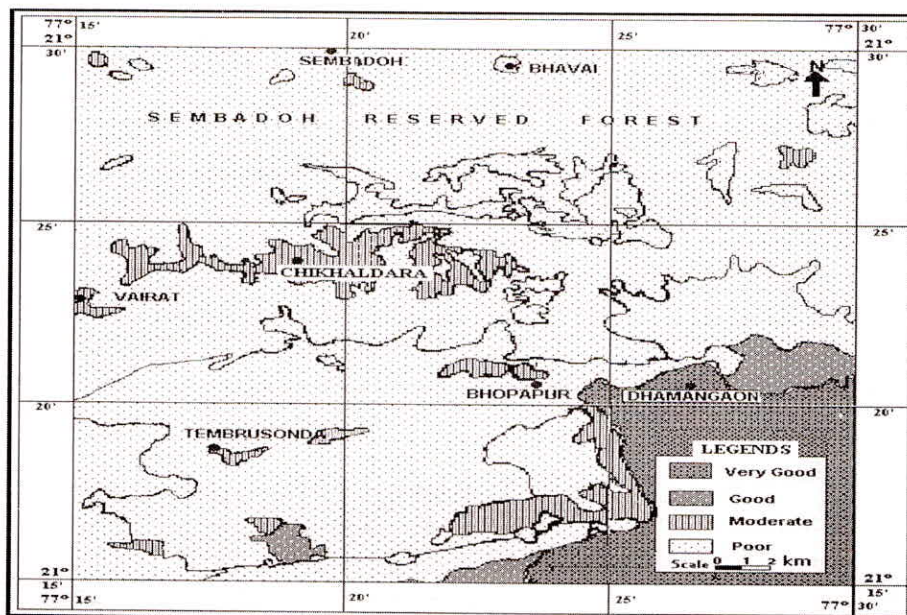 77° 15' 20' 25' 77° 30'
21° 30' 21° 30'
SEMBADOH
BHAVAI
N
SEMBADOH RESERVED FOREST
25' 25'
CHIKHALDARA
VAIRAT
BHOPAPUR
DHAMANGAON
20' 20'
TEMBRUSONDA
LEGENDS
Very Good
Good
Moderate
Poor
Scale 0 1 2 km
21° 15' 21° 15'
77° 15' 20' 25' 77° 30'